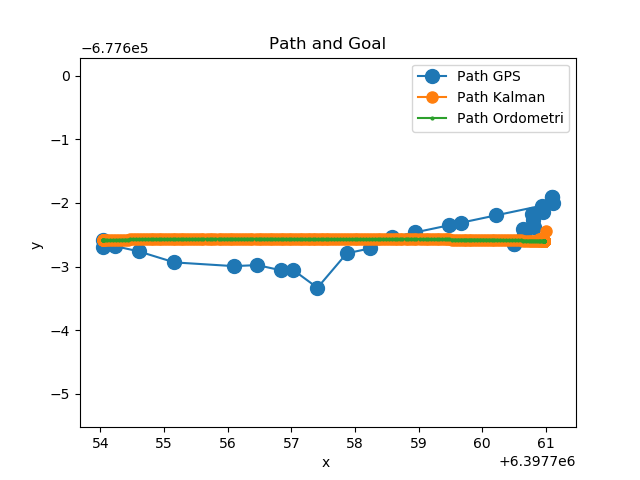 Path and Goal
−6.776e5
Path GPS
Path Kalman
Path Ordometri
0
−1
−2
−3
−4
−5
y
54 55 56 57 58 59 60 61
x
+6.3977e6